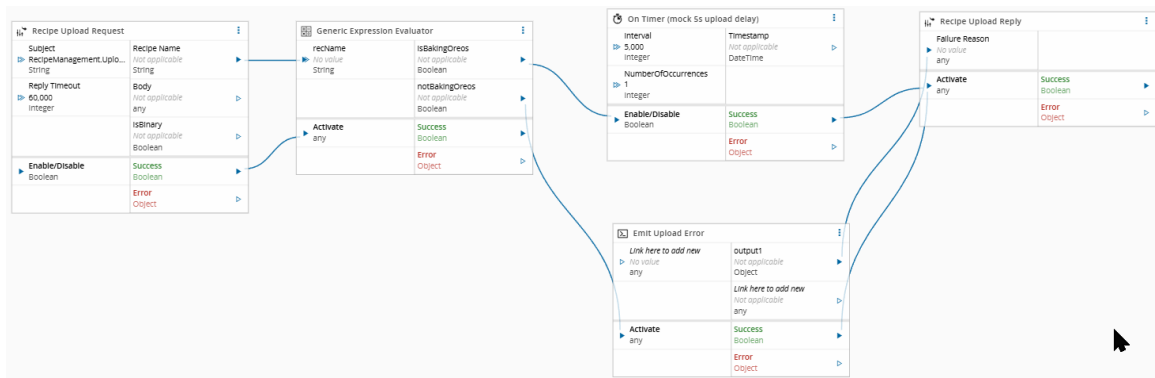 Recipe Upload Request
Subject
RecipeManagement.Uplo...
String
Recipe Name
Not applicable
String
Reply Timeout
60,000
Integer
Body
Not applicable
any
IsBinary
Not applicable
Boolean
Enable/Disable
Boolean
Success
Boolean
Error
Object
Generic Expression Evaluator
recName
No value
String
isBakingOreos
Not applicable
Boolean
notBakingOreos
Not applicable
Boolean
Activate
any
Success
Boolean
Error
Object
On Timer (mock 5s upload delay)
Interval
5,000
Integer
Timestamp
Not applicable
DateTime
NumberOfOccurrences
1
Integer
Enable/Disable
Boolean
Success
Boolean
Error
Object
Recipe Upload Reply
Failure Reason
No value
any
Activate
any
Success
Boolean
Error
Object
Emit Upload Error
Link here to add new
No value
any
output1
Not applicable
Object
Link here to add new
Not applicable
any
Activate
any
Success
Boolean
Error
Object